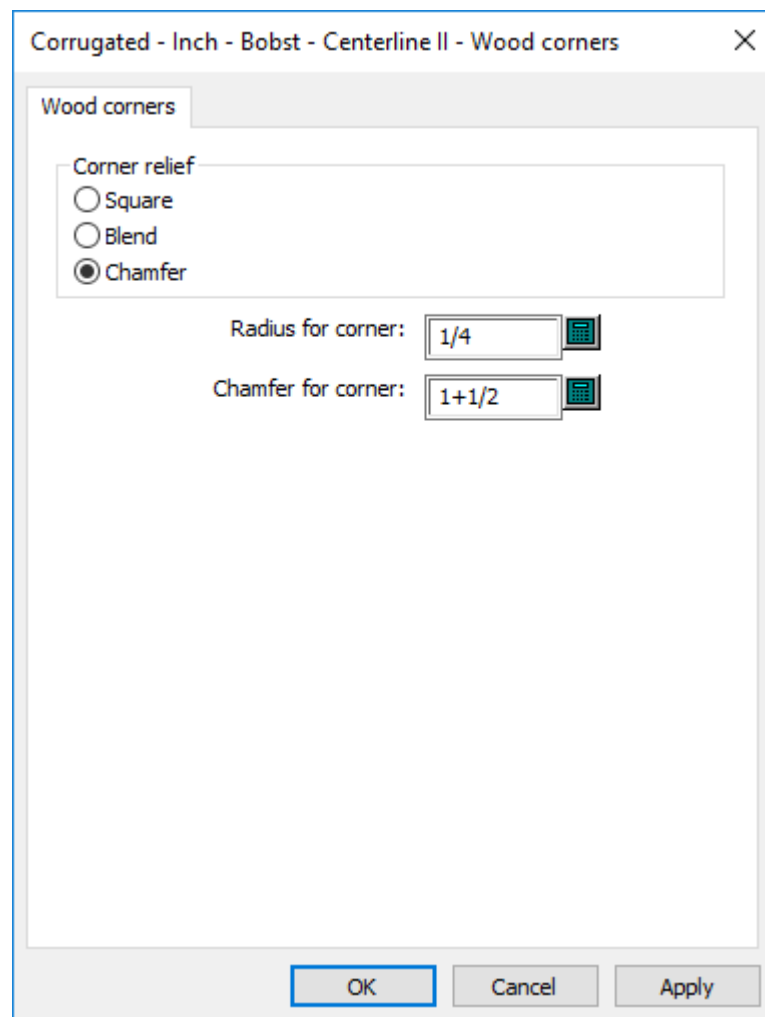 Corrugated - Inch - Bobst - Centerline II - Wood corners
Wood corners
Corner relief
Square
Blend
Chamfer
Radius for corner: 1/4
Chamfer for corner: 1+1/2
OK Cancel Apply